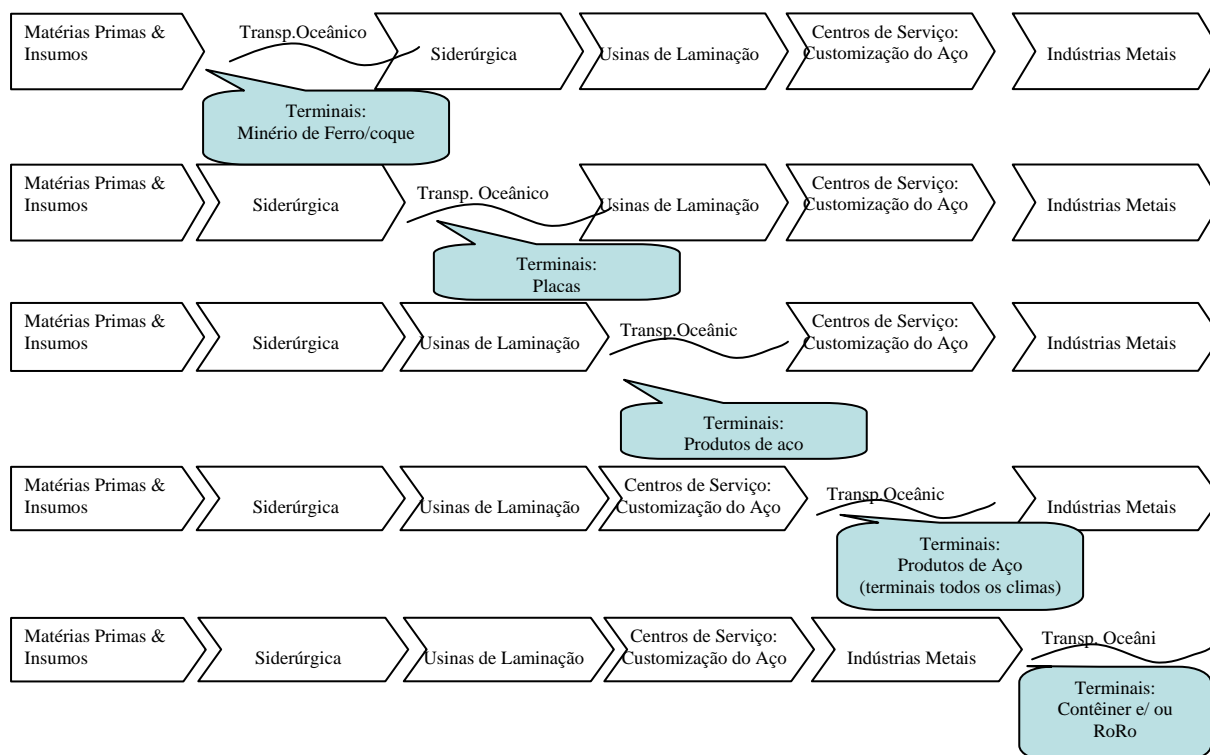 Matérias Primas &
Insumos
Transp.Oceânico
Siderúrgica
Usinas de Laminação
Centros de Serviço:
Customização do Aço
Indústrias Metais
Terminais:
Minério de Ferro/coque
Matérias Primas &
Insumos
Siderúrgica
Transp. Oceânico
Usinas de Laminação
Centros de Serviço:
Customização do Aço
Indústrias Metais
Terminais:
Placas
Matérias Primas &
Insumos
Siderúrgica
Usinas de Laminação
Transp.Oceânic
Centros de Serviço:
Customização do Aço
Indústrias Metais
Terminais:
Produtos de aco
Matérias Primas &
Insumos
Siderúrgica
Usinas de Laminação
Centros de Serviço:
Customização do Aço
Transp.Oceânic
Indústrias Metais
Terminais:
Produtos de Aço
(terminais todos os climas)
Matérias Primas &
Insumos
Siderúrgica
Usinas de Laminação
Centros de Serviço:
Customização do Aço
Indústrias Metais
Transp. Oceâni
Terminais:
Contêiner e/ ou
RoRo